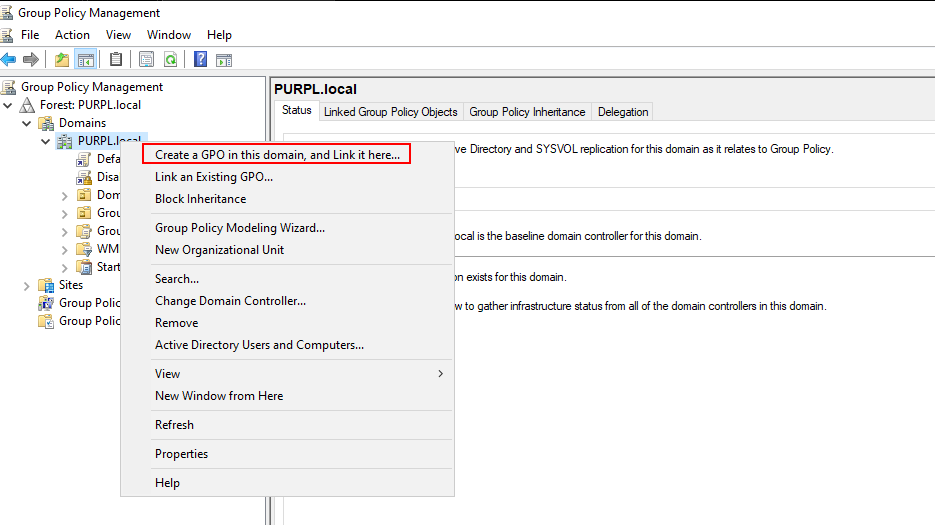 Group Policy Management
File Action View Window Help
Group Policy Management
Forest: PURPL.local
Domains
PURPL.local
Defa
Disa
Dom
Grou
Grou
WM
Start
Sites
Group Polic
Group Polic
Create a GPO in this domain, and Link it here...
Link an Existing GPO...
Block Inheritance
Group Policy Modeling Wizard...
New Organizational Unit
Search...
Change Domain Controller...
Remove
Active Directory Users and Computers...
View
New Window from Here
Refresh
Properties
Help
PURPL.local
Status Linked Group Policy Objects Group Policy Inheritance Delegation
ve Directory and SYSVOL replication for this domain as it relates to Group Policy.
local is the baseline domain controller for this domain.
on exists for this domain.
w to gather infrastructure status from all of the domain controllers in this domain.